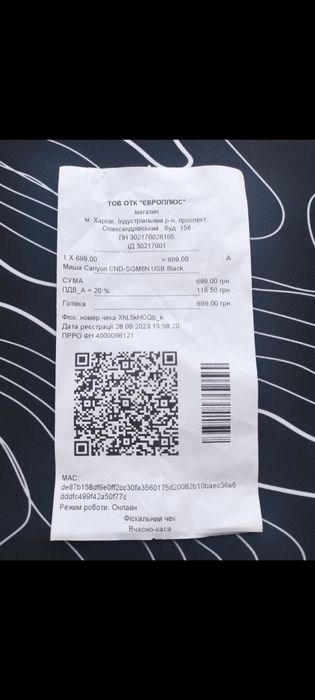 ТОВ ОТК "ЄВРОПЛЮС"
магазин
м. Харків, Індустріальний р-н, проспект
Олександрівський , буд. 156
ПН 302170026105
ІД 30217001
1 X 699.00 = 699.00 А
Миша Canyon CND-SGM6N USB Black
СУМА 699.00 грн.
ПДВ_А = 20 % 116.50 грн.
Готівка 699.00 грн.
Фіск. номер чека XhL5kHCQb_k
Дата реєстрації 28.09.2023 15:58:20
ПРРО ФН 4000098121
MAC:
de87b158df9e0ff2cc30fa3560175d20082b10baec36a6
dddfc499f42a50f77c
Режим роботи: Онлайн
Фіскальний чек
Вчасно-каса